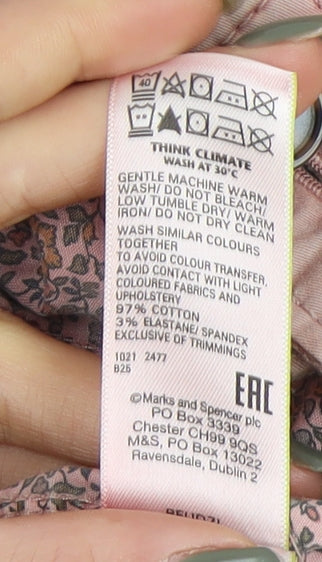 40
THINK CLIMATE
WASH AT 30°C
GENTLE MACHINE WARM
WASH/ DO NOT BLEACH/
LOW TUMBLE DRY/ WARM
IRON/ DO NOT DRY CLEAN
WASH SIMILAR COLOURS
TOGETHER
TO AVOID COLOUR TRANSFER,
AVOID CONTACT WITH LIGHT
COLOURED FABRICS AND
UPHOLSTERY
97% COTTON
3% ELASTANE/ SPANDEX
EXCLUSIVE OF TRIMMINGS
1021 2477
B25
EAC
©Marks and Spencer plc
PO Box 3339
Chester CH99 9QS
M&S, PO Box 13022
Ravensdale, Dublin 2